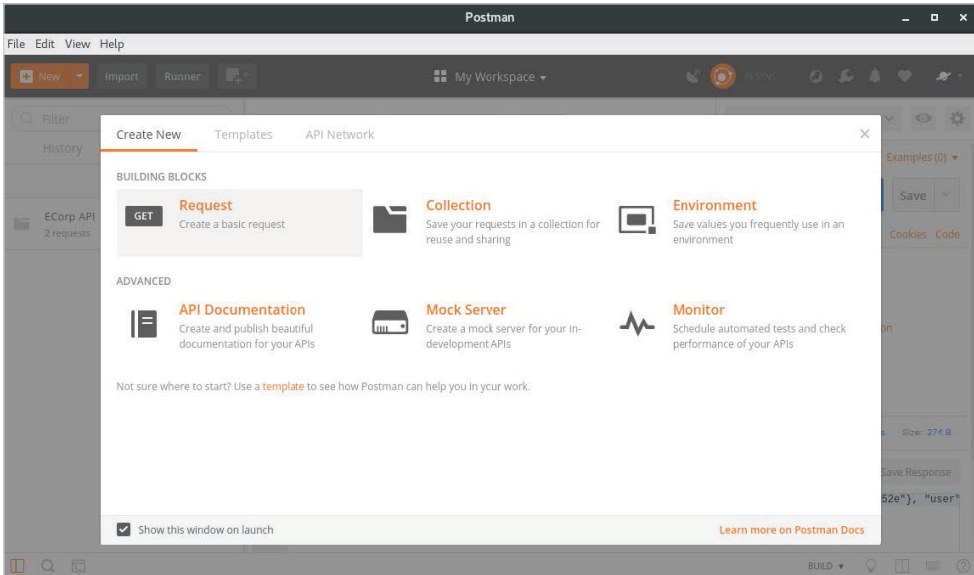 Postman
File Edit View Help
New
Import
Runner
My Workspace
IN SYNC
Filter
History
Create New
Templates
API Network
Examples (0)
Save
ECorp API
2 requests
Cookies Code
BUILDING BLOCKS
GET
Request
Create a basic request
Collection
Save your requests in a collection for
reuse and sharing
Environment
Save values you frequently use in an
environment
ADVANCED
API Documentation
Create and publish beautiful
documentation for your APIs
Mock Server
Create a mock server for your in-
development APIs
Monitor
Schedule automated tests and check
performance of your APIs
on
Not sure where to start? Use a template to see how Postman can help you in your work.
s Size: 274 B
Save Response
52e"}, "user"
Show this window on launch
Learn more on Postman Docs
BUILD